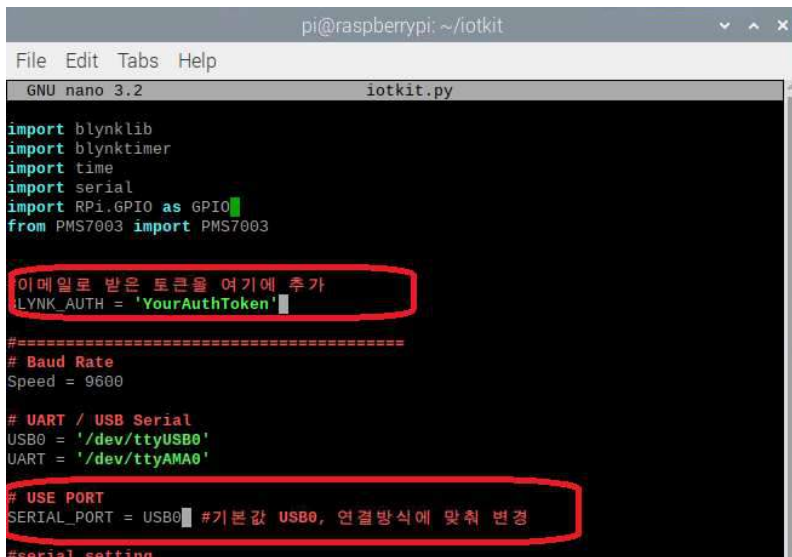 pi@raspberrypi: ~/iotkit
File Edit Tabs Help
GNU nano 3.2 iotkit.py
import blynklib
import blynktimer
import time
import serial
import RPi.GPIO as GPIO
from PMS7003 import PMS7003
#이메일로 받은 토큰을 여기에 추가
BLYNK_AUTH = 'YourAuthToken'
#========================================
# Baud Rate
Speed = 9600
# UART / USB Serial
USB0 = '/dev/ttyUSB0'
UART = '/dev/ttyAMA0'
# USE PORT
SERIAL_PORT = USB0 #기본값 USB0, 연결방식에 맞춰 변경
#serial setting